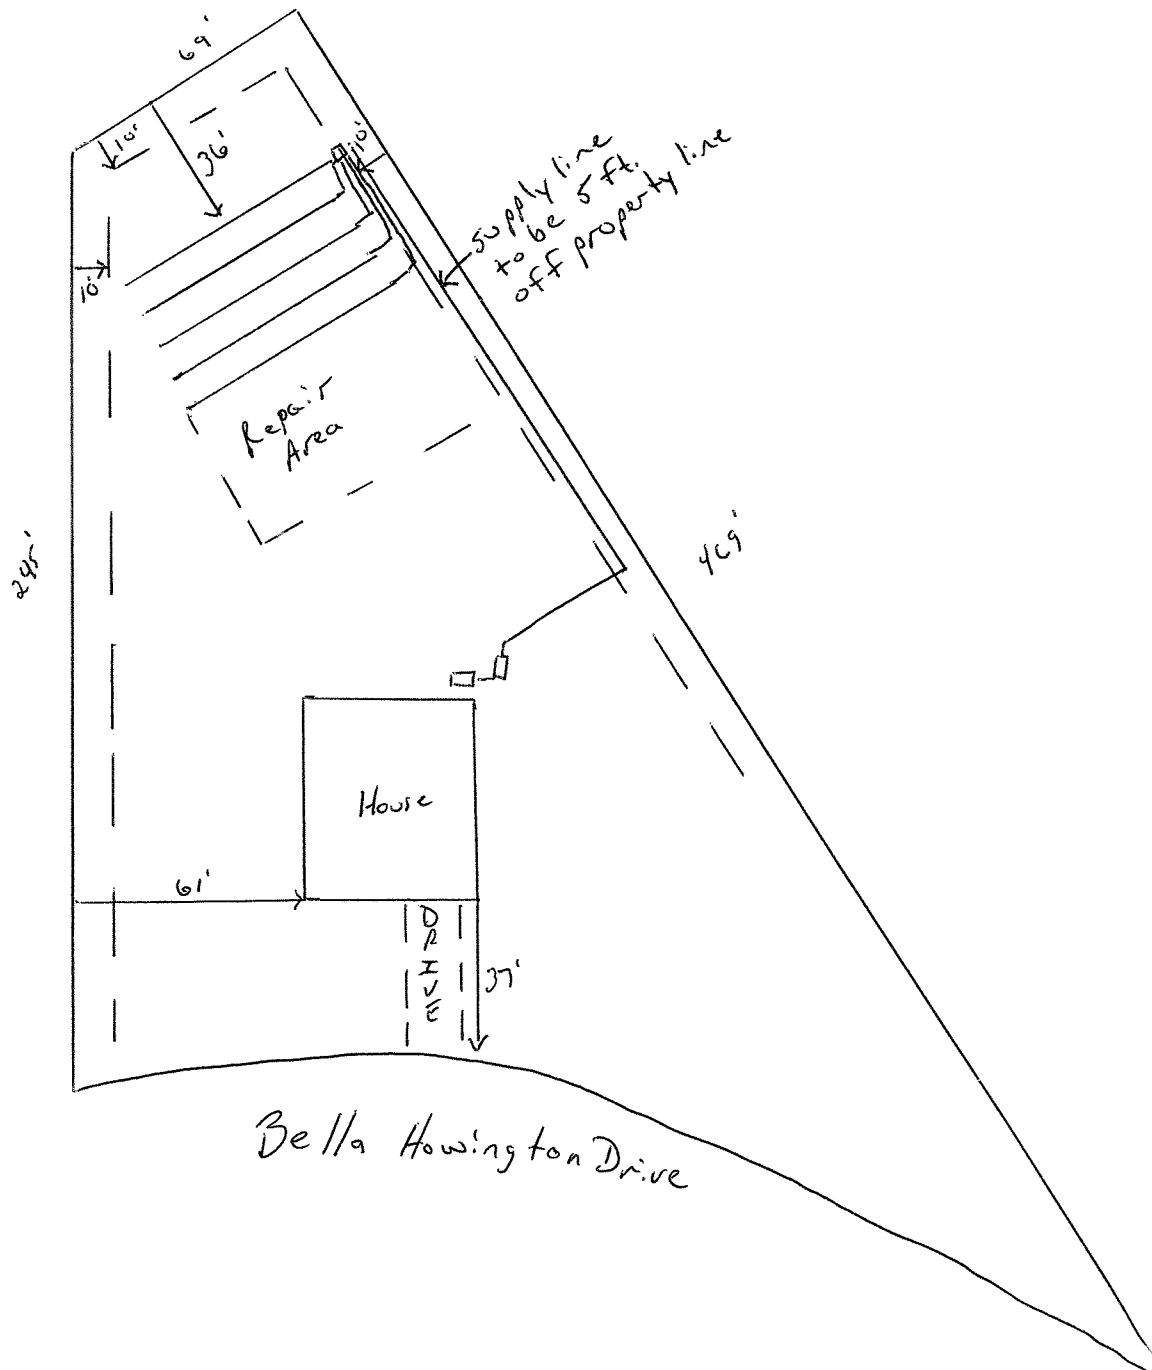 69'
10'
36'
10'
supply line
to be 5 ft.
off property line
10'
Repair
Area
245'
469'
House
61'
DRIVE
37'
Bella Howington Drive